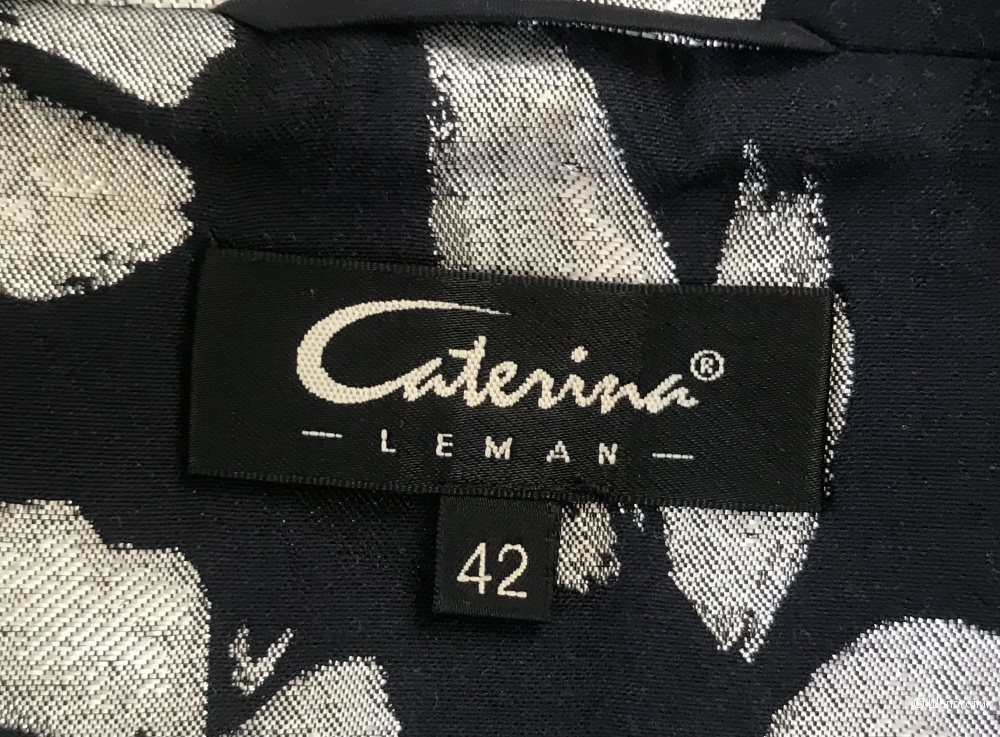 Caterina®
— LEMAN —
42